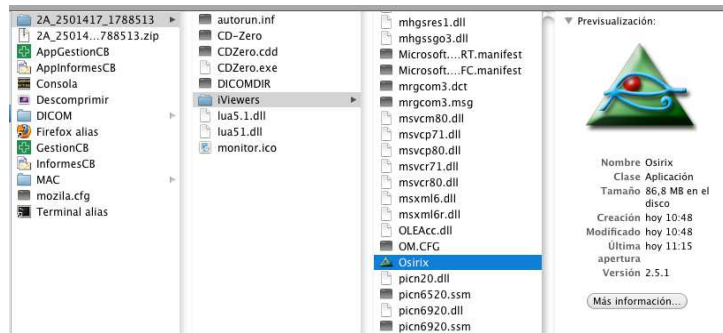 2A_2501417_1788513
2A_25014...788513.zip
AppGestionCB
AppInformesCB
Consola
Descomprimir
DICOM
Firefox alias
GestionCB
InformesCB
MAC
mozila.cfg
Terminal alias
autorun.inf
CD-Zero
CDZero.cdd
CDZero.exe
DICOMDIR
iViewers
lua5.1.dll
lua51.dll
monitor.ico
mhgsres1.dll
mhgssgo3.dll
Microsoft....RT.manifest
Microsoft....FC.manifest
mrgcom3.dct
mrgcom3.msg
msvcm80.dll
msvcp71.dll
msvcp80.dll
msvcr71.dll
msvcr80.dll
msxml6.dll
msxml6r.dll
OLEAcc.dll
OM.CFG
Osirix
picn20.dll
picn6520.ssm
picn6920.dll
picn6920.ssm
Previsualización:
Nombre Osirix
Clase Aplicación
Tamaño 86,8 MB en el
disco
Creación hoy 10:48
Modificado hoy 10:48
Última hoy 11:15
apertura
Versión 2.5.1
Más información...